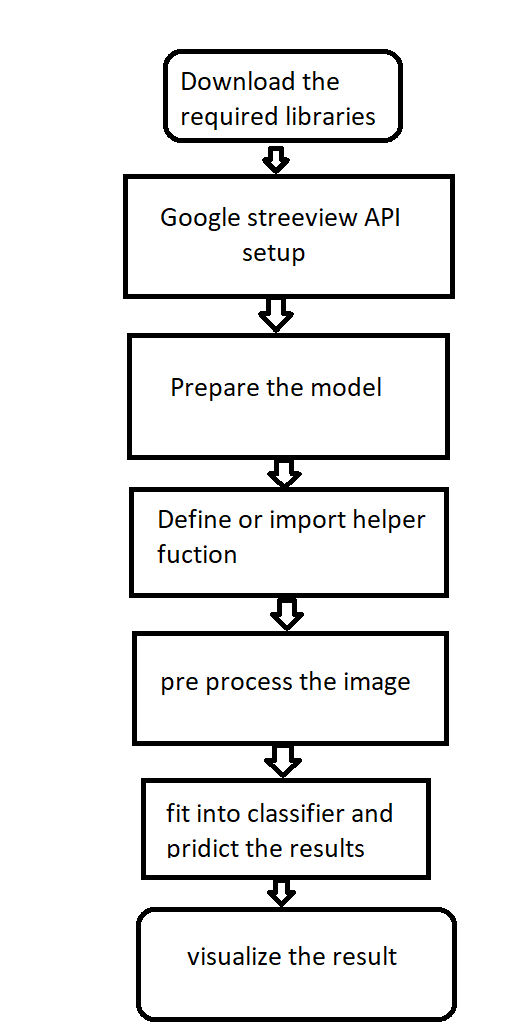 Download the
required libraries
Google streeview API
setup
Prepare the model
Define or import helper
fuction
pre process the image
fit into classifier and
pridict the results
visualize the result